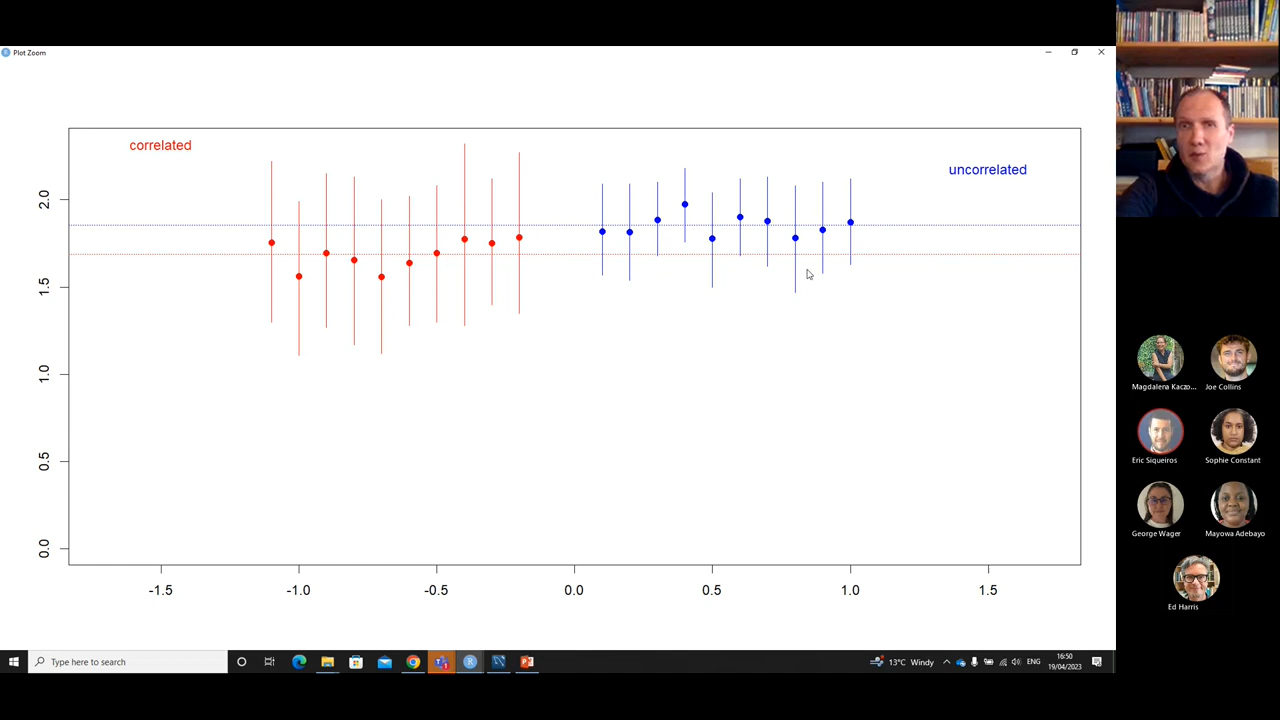 Plot Zoom
correlated
uncorrelated
2.0
1.5
1.0
0.5
0.0
-1.5
-1.0
-0.5
0.0
0.5
1.0
1.5
Magdalena Kaczo...
Joe Collins
Eric Siqueiros
Sophie Constant
George Wager
Mayowa Adebayo
Ed Harris
Type here to search
13°C Windy
ENG
16:50
19/04/2023